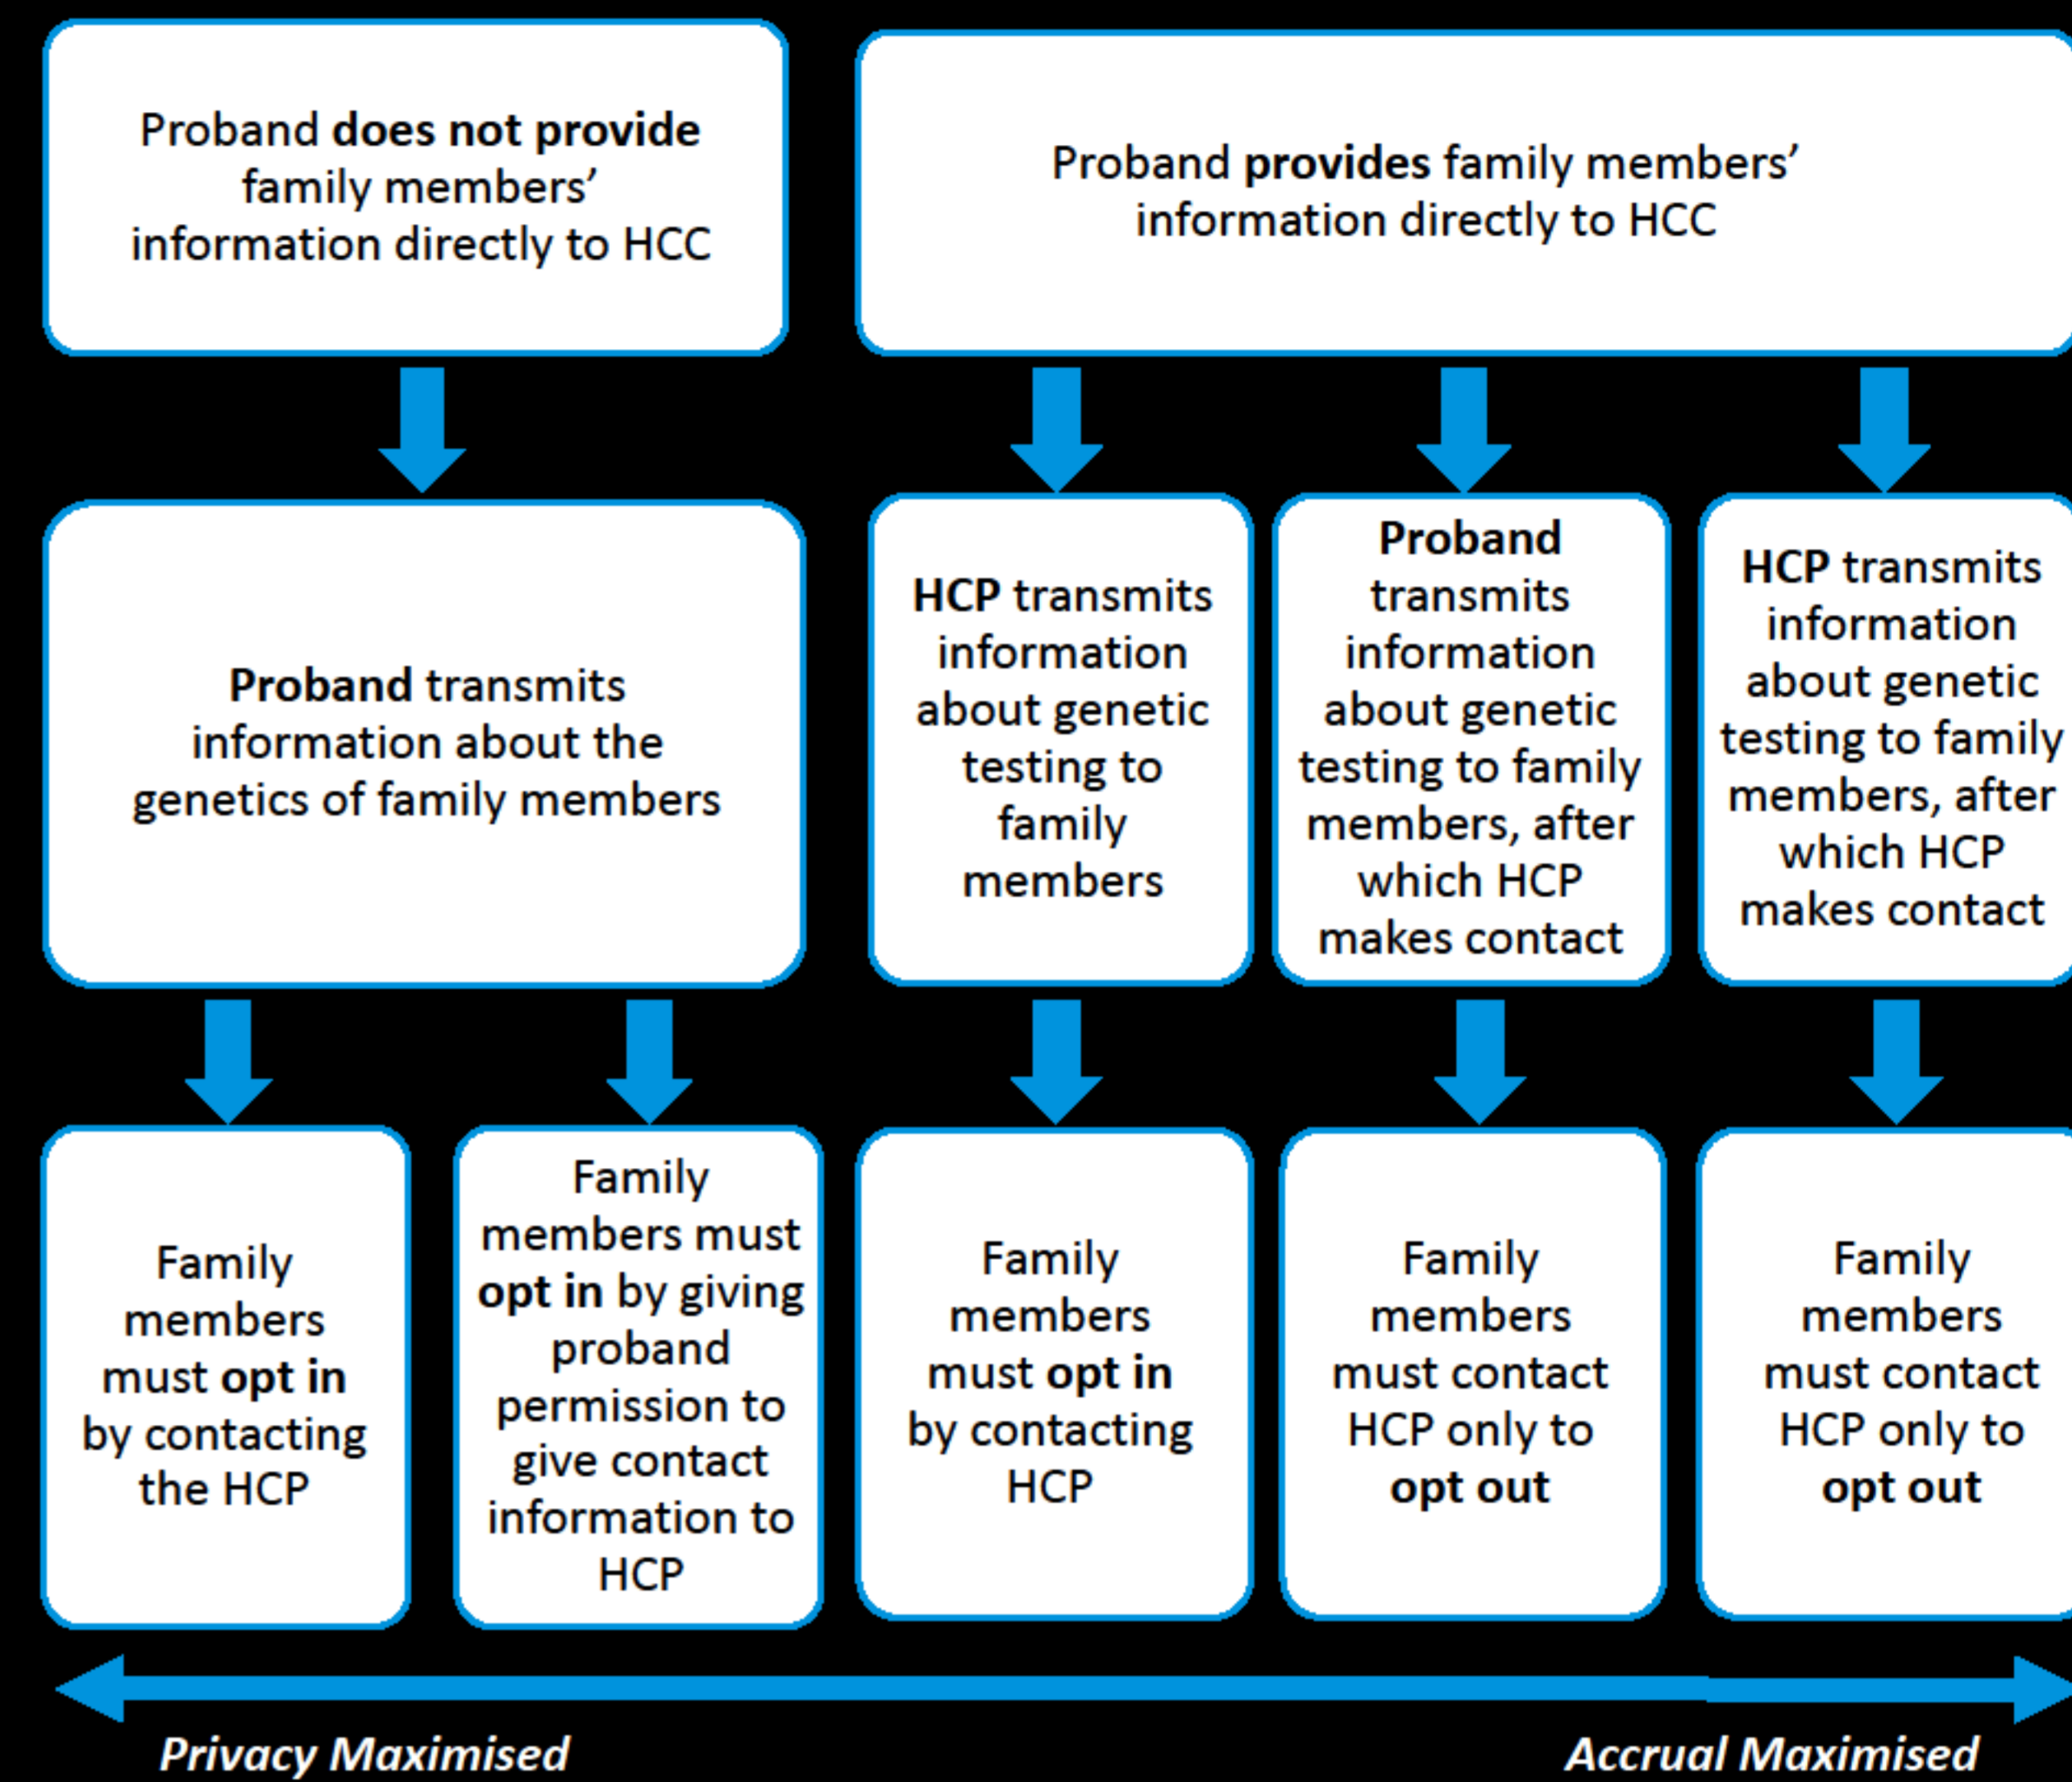 Proband does not provide
family members’
information directly to HCC
Proband provides family members’
information directly to HCC
Proband transmits
information about the
genetics of family members
HCP transmits
information
about genetic
testing to
family
members
Proband
transmits
information
about genetic
testing to family
members, after
which HCP
makes contact
HCP transmits
information
about genetic
testing to family
members, after
which HCP
makes contact
Family
members
must opt in
by contacting
the HCP
Family
members must
opt in by giving
proband
permission to
give contact
information to
HCP
Family
members
must opt in
by contacting
HCP
Family
members
must contact
HCP only to
opt out
Family
members
must contact
HCP only to
opt out
Privacy Maximised
Accrual Maximised